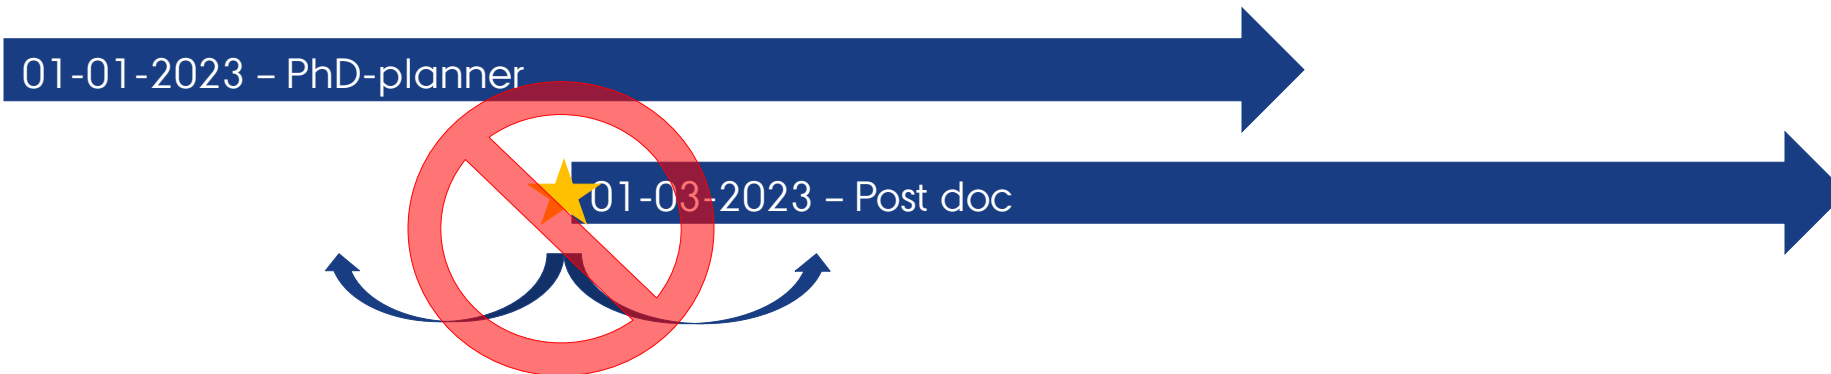 01-01-2023 – PhD-planner
01-03-2023 – Post doc